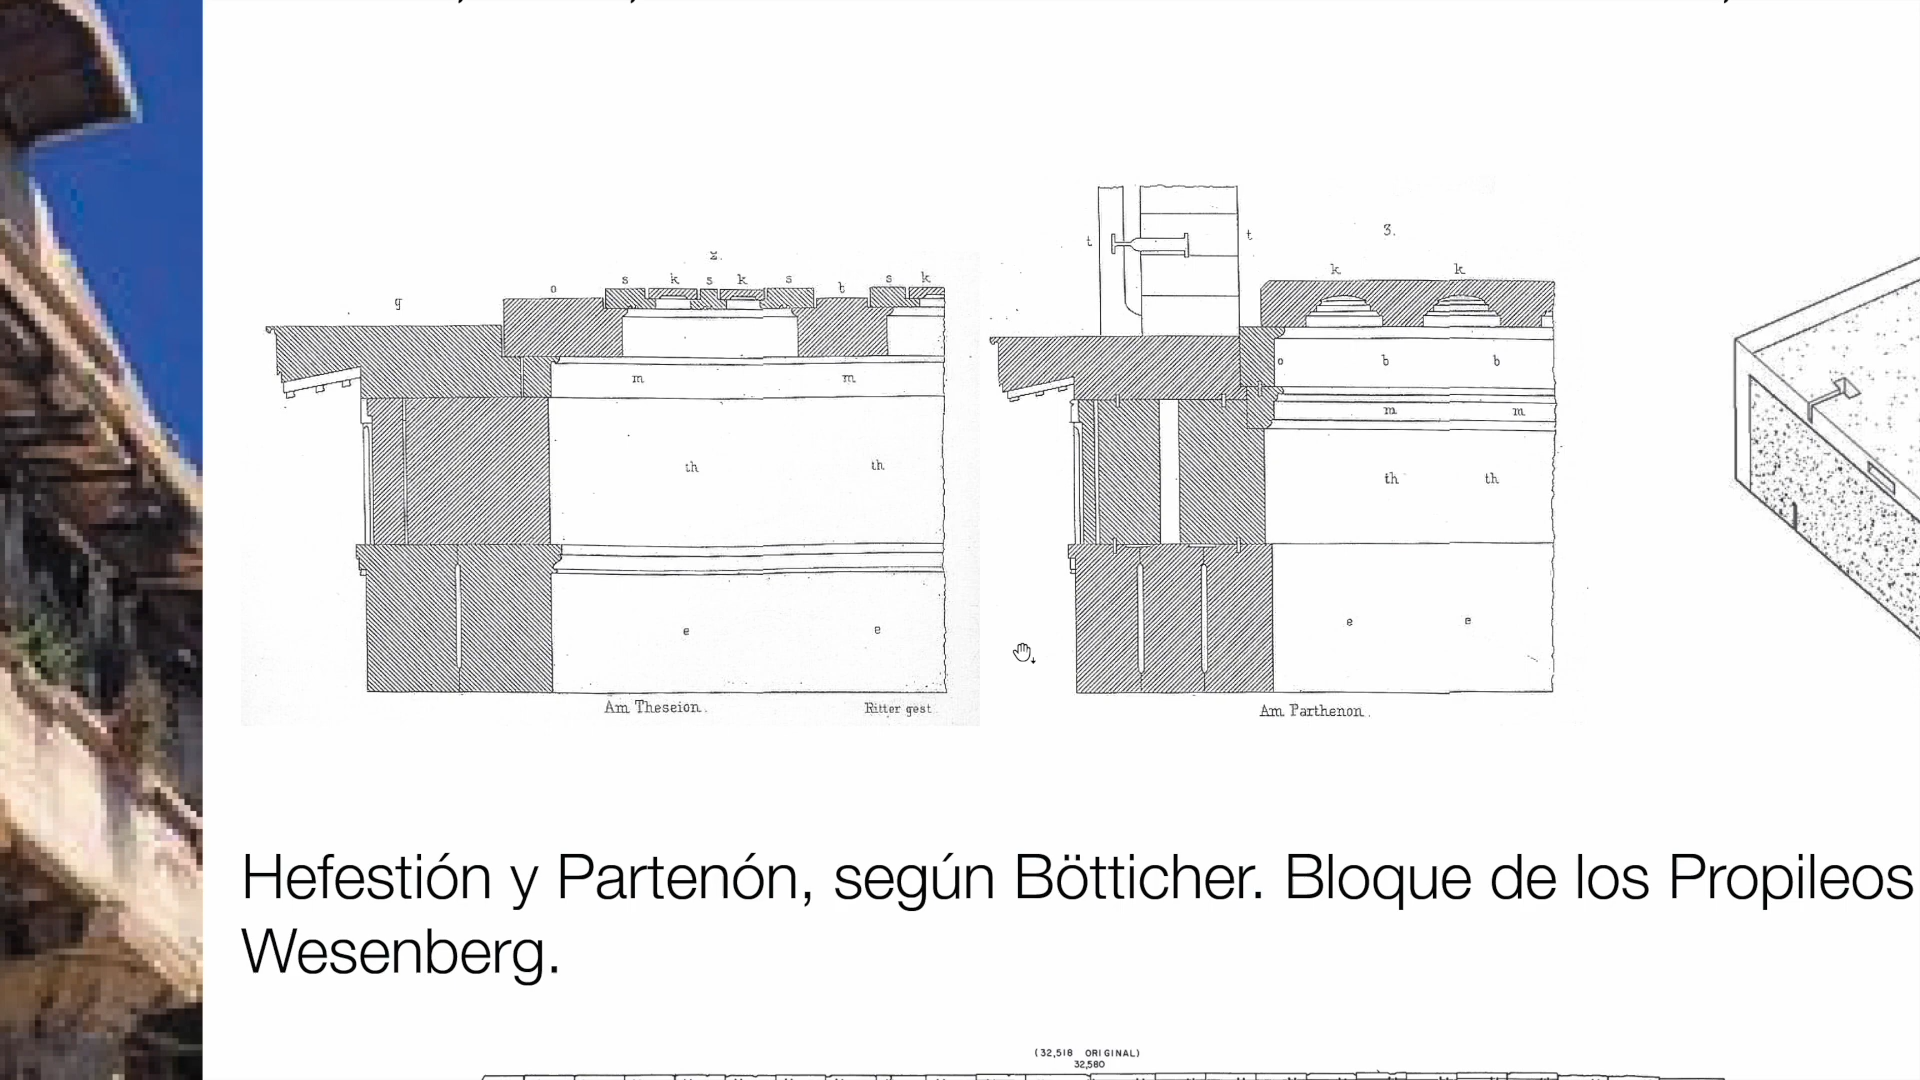 2.
s k s k s s k
o t
g
m m
th th
e e
Am Theseion.
Ritter gest.
3.
t t
k k
o b b
m m
th th
e e
Am Parthenon.
Hefestión y Partenón, según Bötticher. Bloque de los Propileos
Wesenberg.
(32,518 ORIGINAL)
32,580